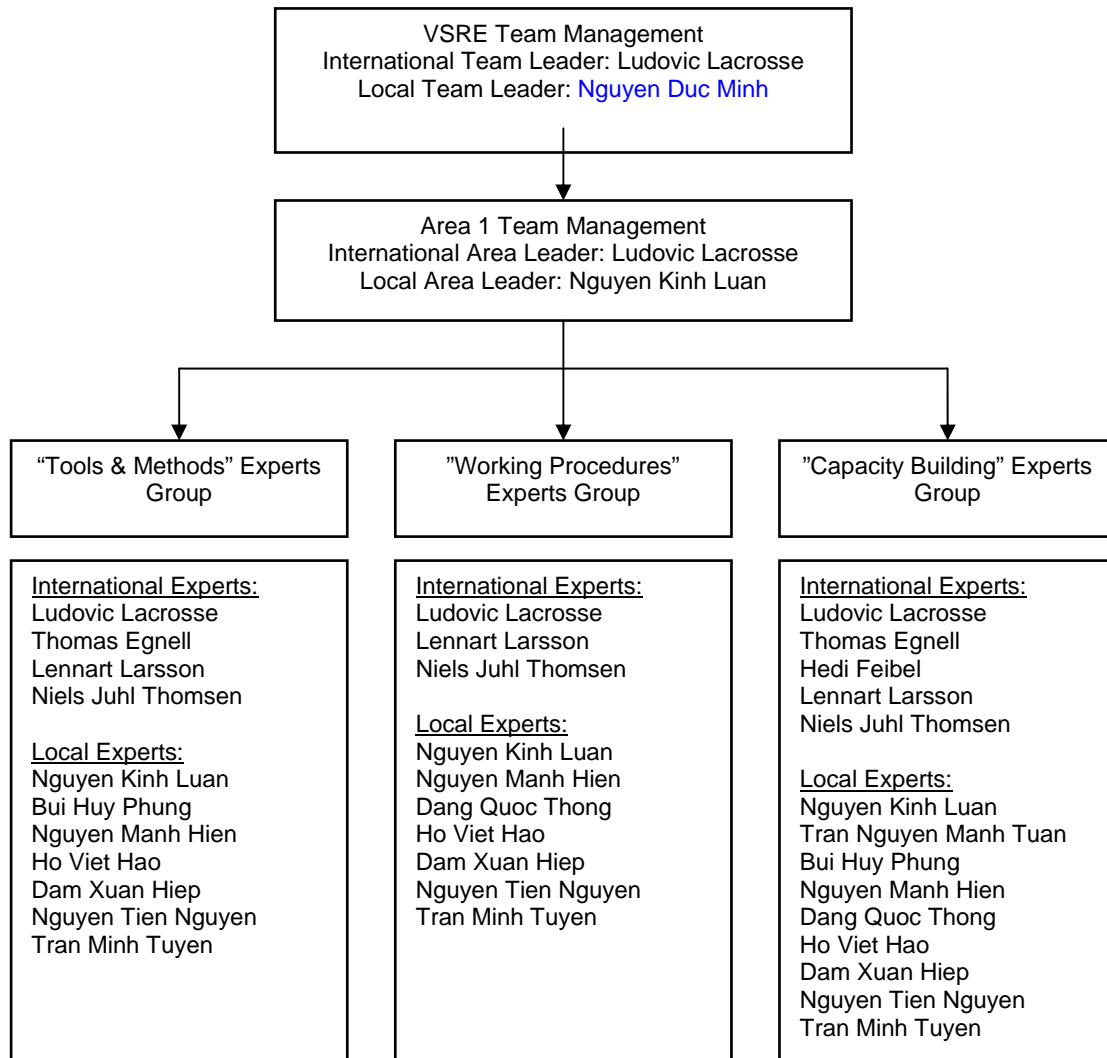 VSRE Team Management
International Team Leader: Ludovic Lacrosse
Local Team Leader: Nguyen Duc Minh
Area 1 Team Management
International Area Leader: Ludovic Lacrosse
Local Area Leader: Nguyen Kinh Luan
“Tools & Methods” Experts
Group
”Working Procedures”
Experts Group
”Capacity Building” Experts
Group
International Experts:
Ludovic Lacrosse
Thomas Egnell
Lennart Larsson
Niels Juhl Thomsen
Local Experts:
Nguyen Kinh Luan
Bui Huy Phung
Nguyen Manh Hien
Ho Viet Hao
Dam Xuan Hiep
Nguyen Tien Nguyen
Tran Minh Tuyen
International Experts:
Ludovic Lacrosse
Lennart Larsson
Niels Juhl Thomsen
Local Experts:
Nguyen Kinh Luan
Nguyen Manh Hien
Dang Quoc Thong
Ho Viet Hao
Dam Xuan Hiep
Nguyen Tien Nguyen
Tran Minh Tuyen
International Experts:
Ludovic Lacrosse
Thomas Egnell
Hedi Feibel
Lennart Larsson
Niels Juhl Thomsen
Local Experts:
Nguyen Kinh Luan
Tran Nguyen Manh Tuan
Bui Huy Phung
Nguyen Manh Hien
Dang Quoc Thong
Ho Viet Hao
Dam Xuan Hiep
Nguyen Tien Nguyen
Tran Minh Tuyen